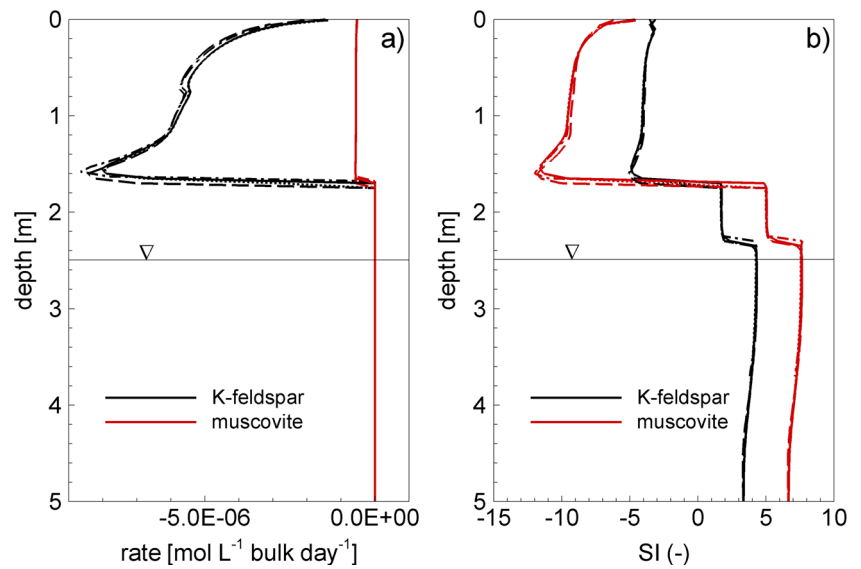 a)
0
1
2
3
4
5
depth [m]
K-feldspar
muscovite
-5.0E-06 0.0E+00
rate [mol L⁻¹ bulk day⁻¹]
b)
0
1
2
3
4
5
depth [m]
K-feldspar
muscovite
-15 -10 -5 0 5 10
SI (-)